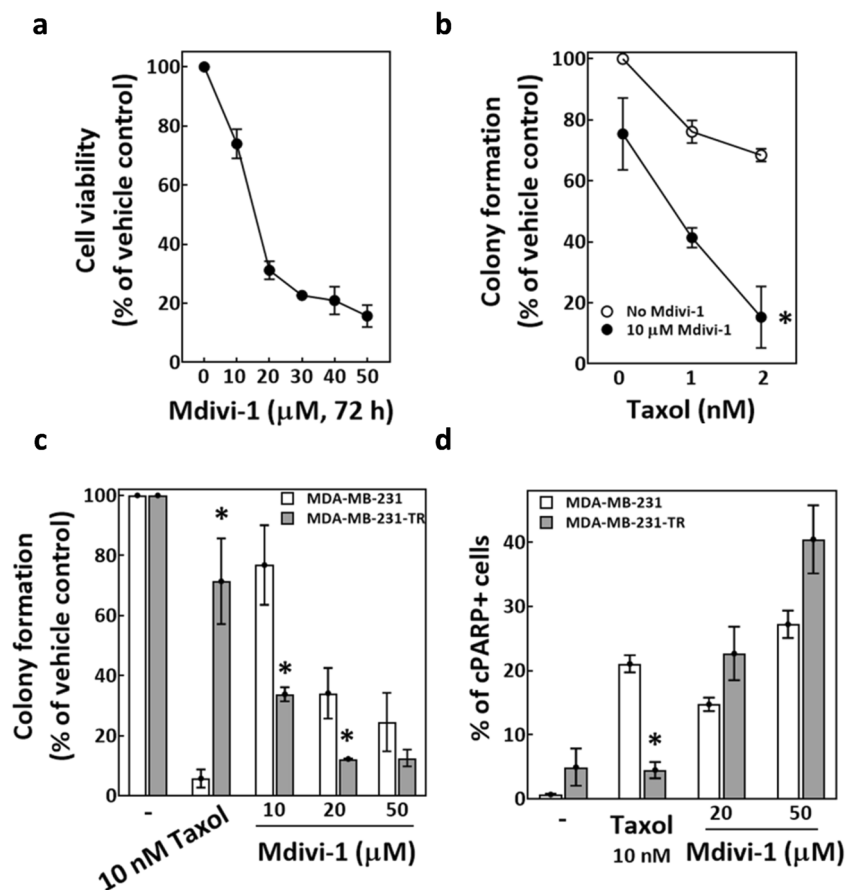 a
Cell viability
(% of vehicle control)
100
80
60
40
20
0
0 10 20 30 40 50
Mdivi-1 (μM, 72 h)
b
Colony formation
(% of vehicle control)
100
80
60
40
20
0
No Mdivi-1
10 μM Mdivi-1
*
0 1 2
Taxol (nM)
c
Colony formation
(% of vehicle control)
100
80
60
40
20
0
MDA-MB-231
MDA-MB-231-TR
*
*
*
- 10 nM Taxol 10 20 50
Mdivi-1 (μM)
d
% of cPARP+ cells
40
30
20
10
0
MDA-MB-231
MDA-MB-231-TR
*
- Taxol 20 50
10 nM Mdivi-1 (μM)